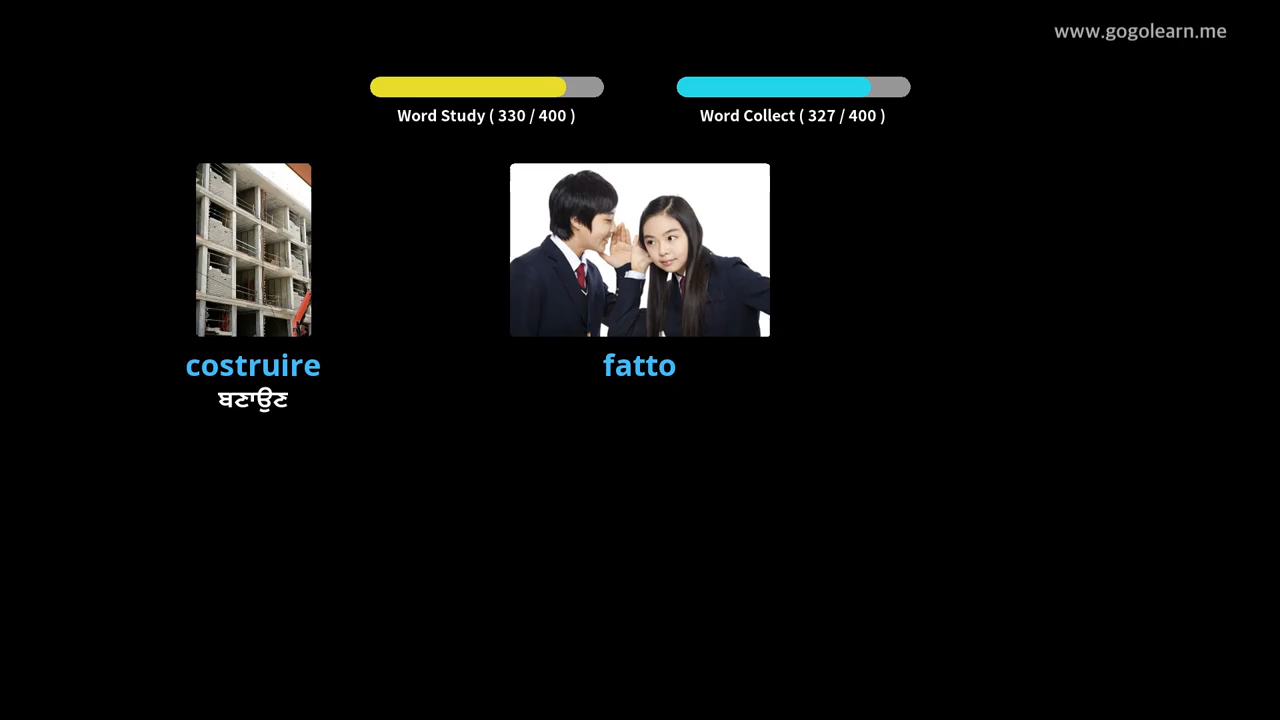 www.gogolearn.me
Word Study ( 330 / 400 )
Word Collect ( 327 / 400 )
costruire
fatto
ਬਣਾਉਣ